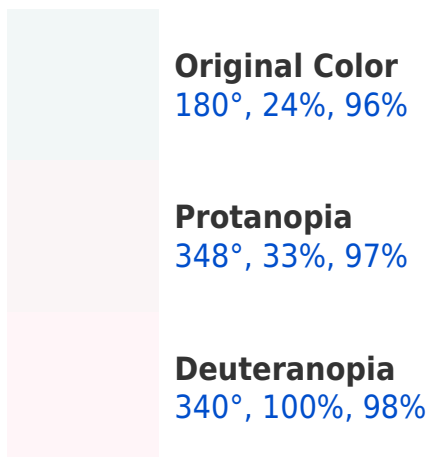 Original Color
180°, 24%, 96%
Protanopia
348°, 33%, 97%
Deuteranopia
340°, 100%, 98%